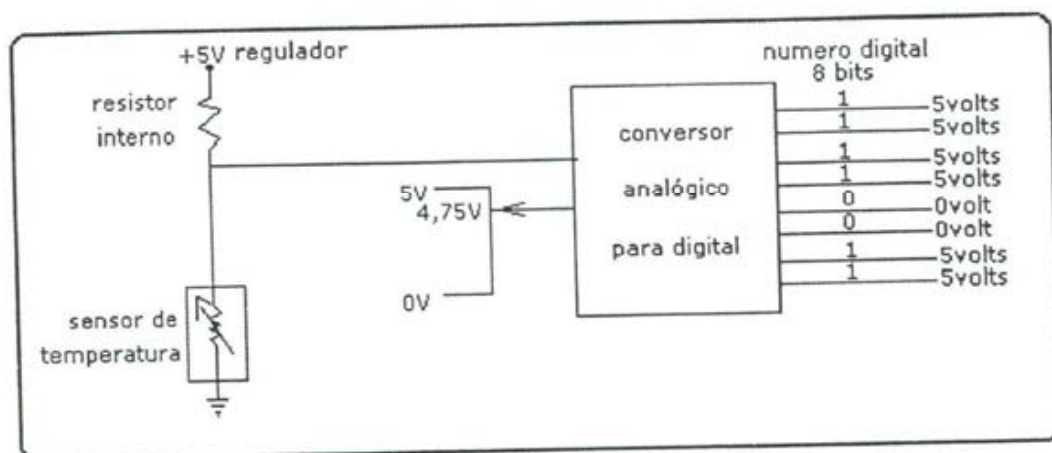 +5V regulador
resistor
interno
sensor de
temperatura
5V
4,75V
0V
conversor
analógico
para digital
numero digital
8 bits
1 5volts
1 5volts
1 5volts
1 5volts
0 0volt
0 0volt
1 5volts
1 5volts